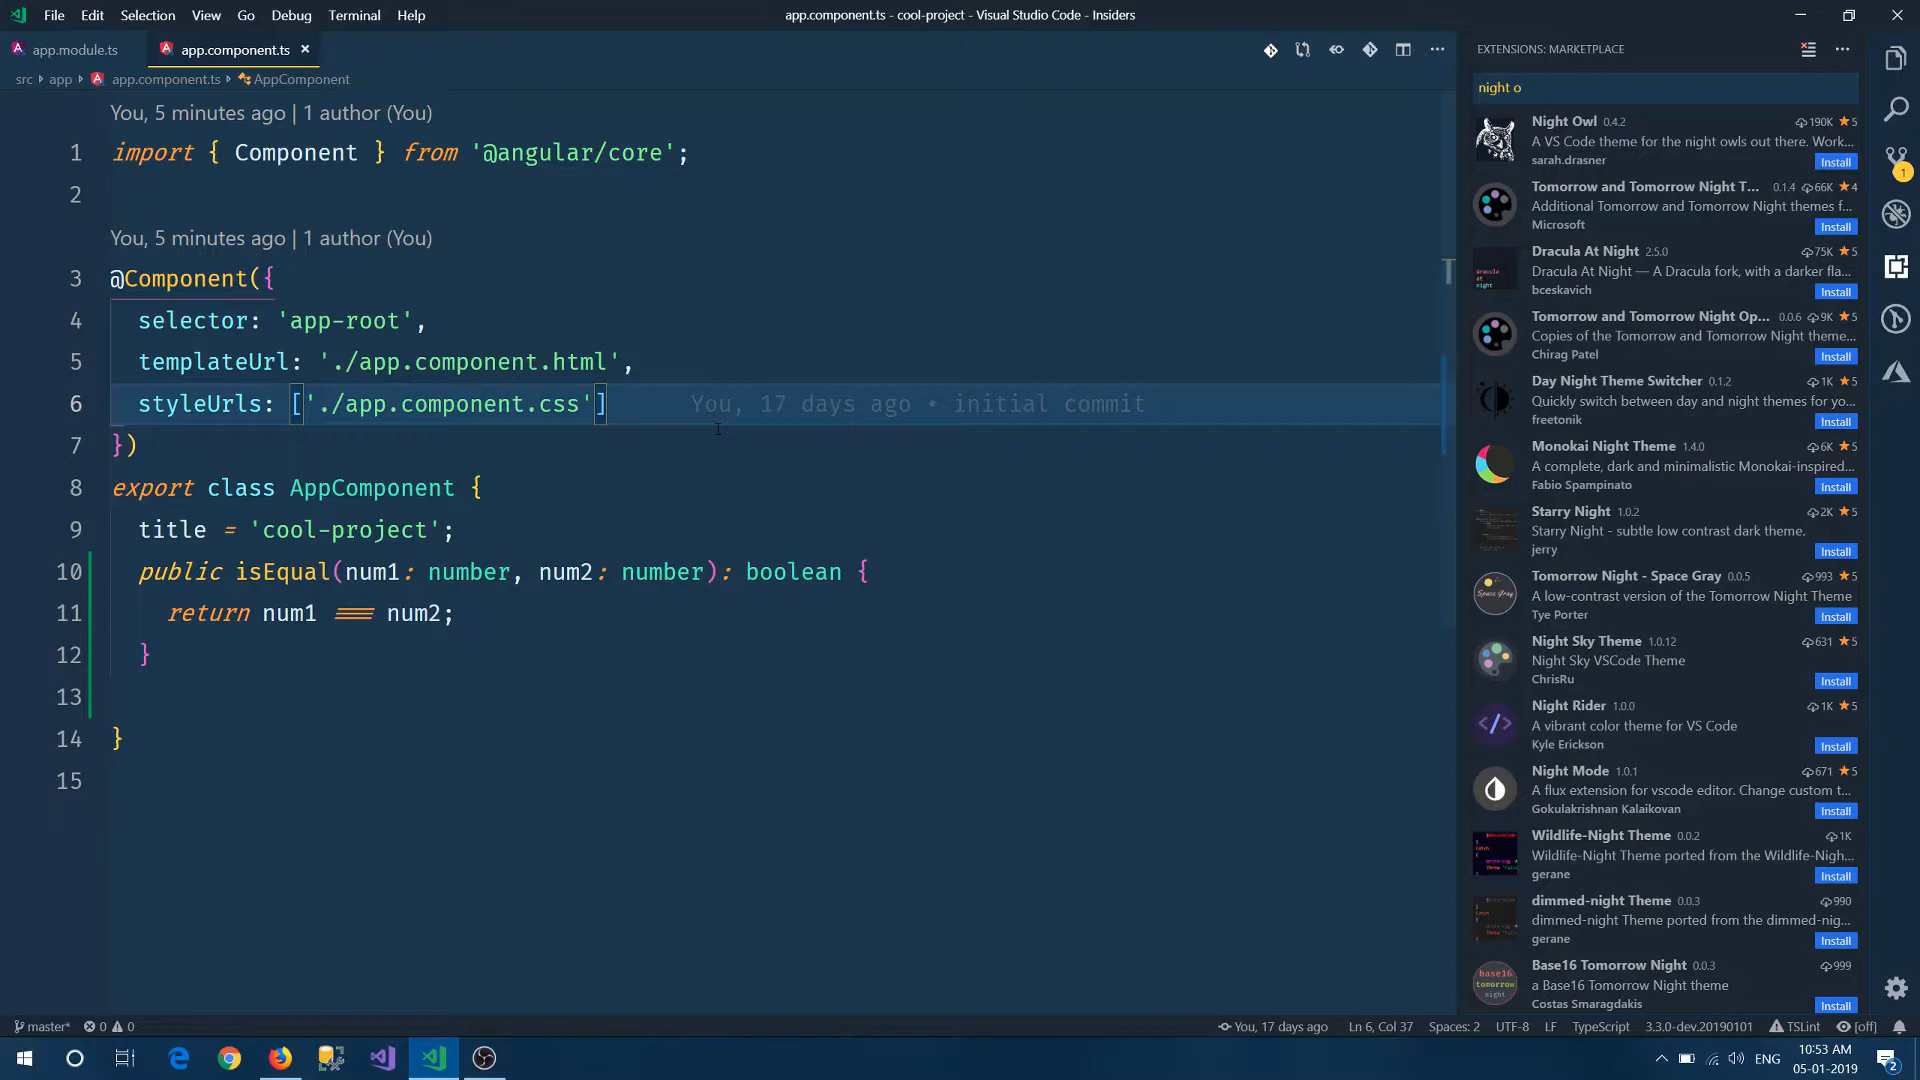 File Edit Selection View Go Debug Terminal Help
app.component.ts - cool-project - Visual Studio Code - Insiders
app.module.ts
app.component.ts
src › app › app.component.ts › AppComponent
You, 5 minutes ago | 1 author (You)
1 import { Component } from '@angular/core';
2
You, 5 minutes ago | 1 author (You)
3 @Component({
4 selector: 'app-root',
5 templateUrl: './app.component.html',
6 styleUrls: ['./app.component.css'] You, 17 days ago • initial commit
7 })
8 export class AppComponent {
9 title = 'cool-project';
10 public isEqual(num1: number, num2: number): boolean {
11 return num1 === num2;
12 }
13
14 }
15
EXTENSIONS: MARKETPLACE
night o
Night Owl 0.4.2 190K ★5
A VS Code theme for the night owls out there. Work...
sarah.drasner Install
Tomorrow and Tomorrow Night T... 0.1.4 66K ★4
Additional Tomorrow and Tomorrow Night themes f...
Microsoft Install
Dracula At Night 2.5.0 75K ★5
Dracula At Night — A Dracula fork, with a darker fla...
bceskavich Install
Tomorrow and Tomorrow Night Op... 0.0.6 9K ★5
Copies of the Tomorrow and Tomorrow Night theme...
Chirag Patel Install
Day Night Theme Switcher 0.1.2 1K ★5
Quickly switch between day and night themes for yo...
freetonik Install
Monokai Night Theme 1.4.0 6K ★5
A complete, dark and minimalistic Monokai-inspired...
Fabio Spampinato Install
Starry Night 1.0.2 2K ★5
Starry Night - subtle low contrast dark theme.
jerry Install
Tomorrow Night - Space Gray 0.0.5 993 ★5
A low-contrast version of the Tomorrow Night Theme
Tye Porter Install
Night Sky Theme 1.0.12 631 ★5
Night Sky VSCode Theme
ChrisRu Install
Night Rider 1.0.0 1K ★5
A vibrant color theme for VS Code
Kyle Erickson Install
Night Mode 1.0.1 671 ★5
A flux extension for vscode editor. Change custom t...
Gokulakrishnan Kalaikovan Install
Wildlife-Night Theme 0.0.2 1K
Wildlife-Night Theme ported from the Wildlife-Nigh...
gerane Install
dimmed-night Theme 0.0.3 990
dimmed-night Theme ported from the dimmed-nig...
gerane Install
Base16 Tomorrow Night 0.0.3 999
a Base16 Tomorrow Night theme
Costas Smaragdakis Install
1
master* 0 0
You, 17 days ago Ln 6, Col 37 Spaces: 2 UTF-8 LF TypeScript 3.3.0-dev.20190101 TSLint [off]
ENG
10:53 AM
05-01-2019
2